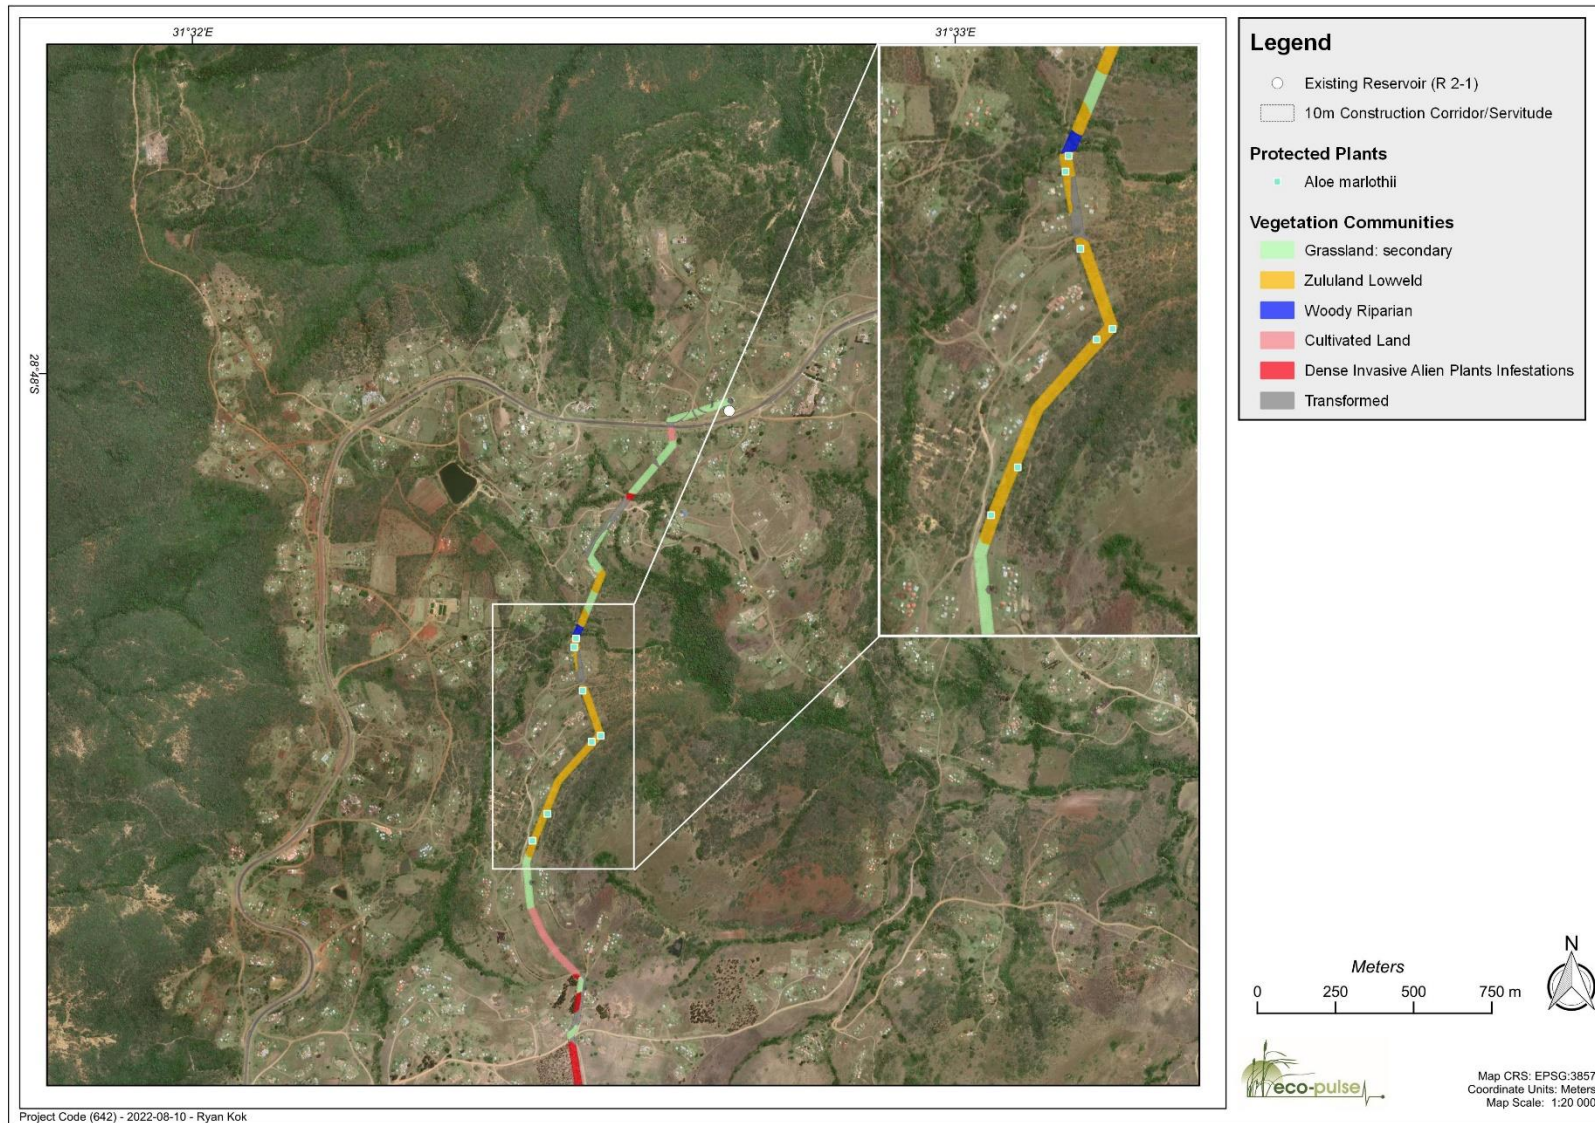 31°32'E
31°33'E
28°48'S
Legend
Existing Reservoir (R 2-1)
10m Construction Corridor/Servitude
Protected Plants
Aloe marlothii
Vegetation Communities
Grassland: secondary
Zululand Lowveld
Woody Riparian
Cultivated Land
Dense Invasive Alien Plants Infestations
Transformed
N
Meters
0 250 500 750 m
eco-pulse
Map CRS: EPSG:3857
Coordinate Units: Meters
Map Scale: 1:20 000
Project Code (642) - 2022-08-10 - Ryan Kok